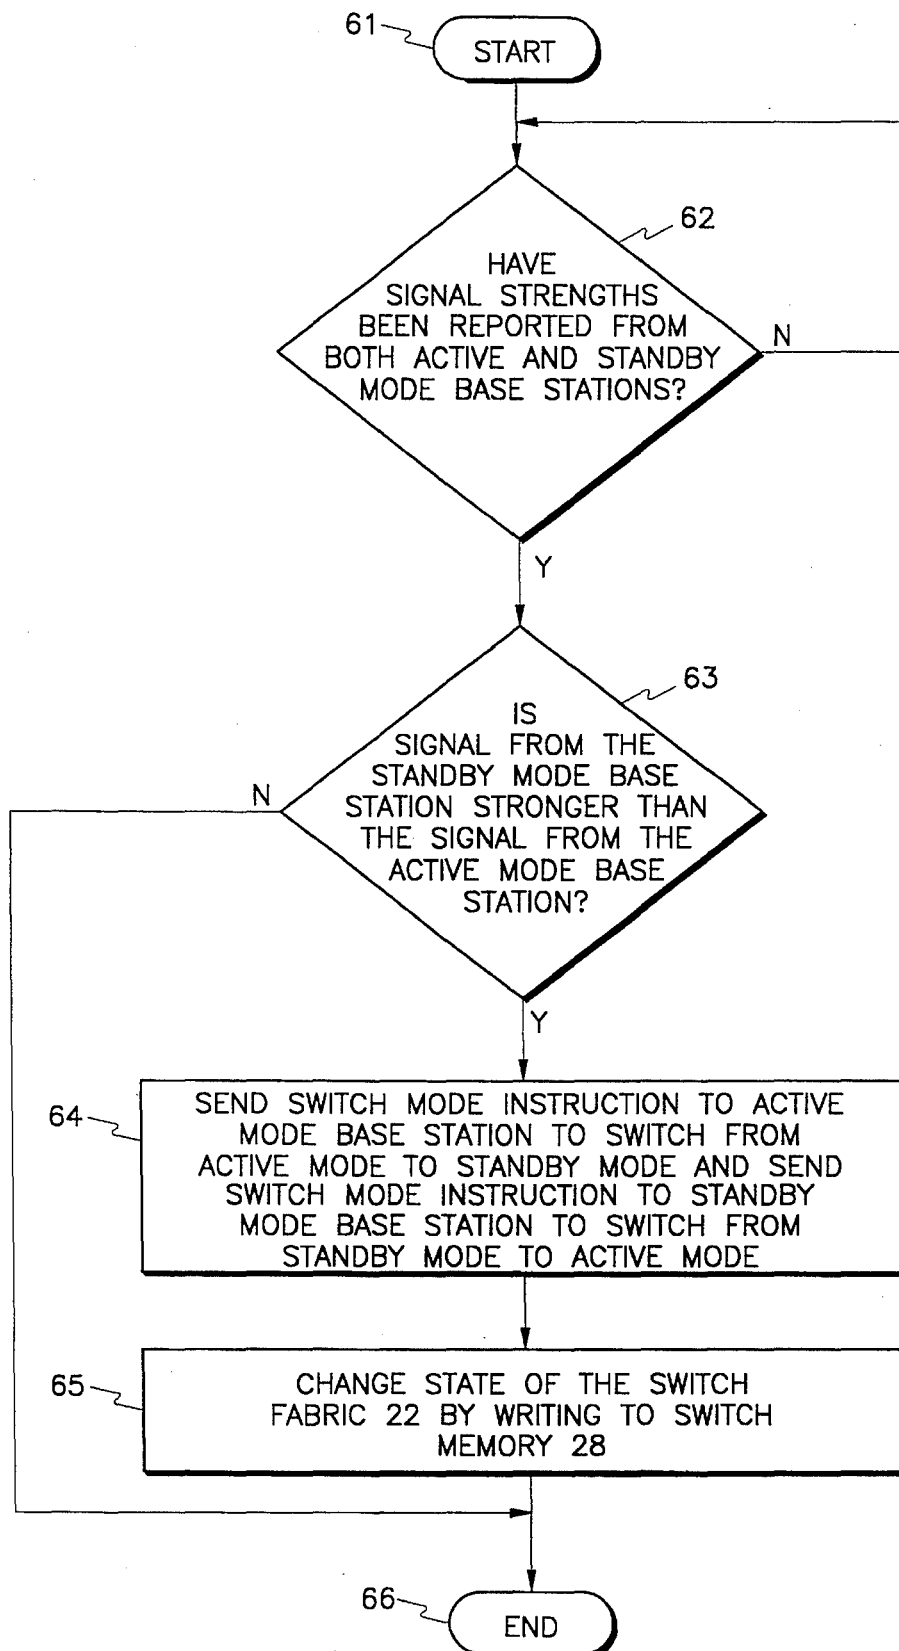 61
START
62
HAVE
SIGNAL STRENGTHS
BEEN REPORTED FROM
BOTH ACTIVE AND STANDBY
MODE BASE STATIONS?
N
Y
63
IS
SIGNAL FROM THE
STANDBY MODE BASE
STATION STRONGER THAN
THE SIGNAL FROM THE
ACTIVE MODE BASE
STATION?
N
Y
64
SEND SWITCH MODE INSTRUCTION TO ACTIVE
MODE BASE STATION TO SWITCH FROM
ACTIVE MODE TO STANDBY MODE AND SEND
SWITCH MODE INSTRUCTION TO STANDBY
MODE BASE STATION TO SWITCH FROM
STANDBY MODE TO ACTIVE MODE
65
CHANGE STATE OF THE SWITCH
FABRIC 22 BY WRITING TO SWITCH
MEMORY 28
66
END